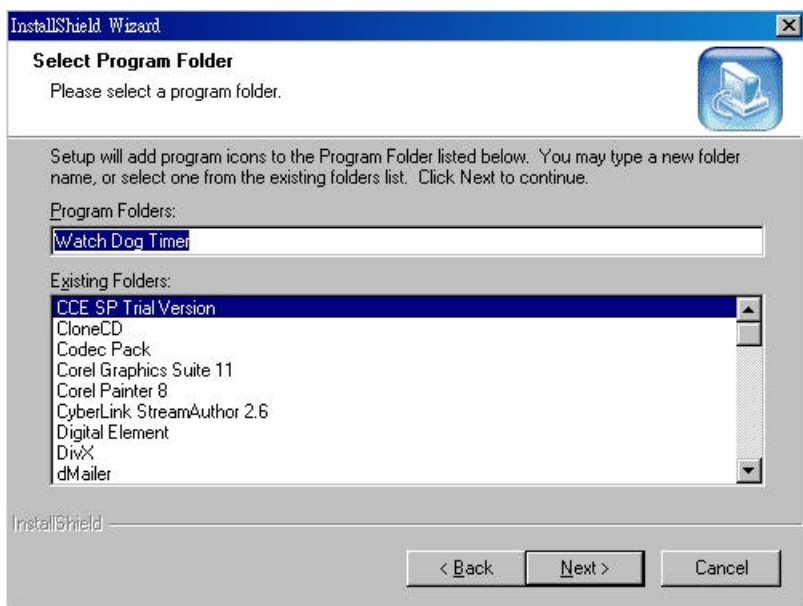 InstallShield Wizard
Select Program Folder
Please select a program folder.
Setup will add program icons to the Program Folder listed below. You may type a new folder
name, or select one from the existing folders list. Click Next to continue.
Program Folders:
Watch Dog Timer
Existing Folders:
CCE SP Trial Version
CloneCD
Codec Pack
Corel Graphics Suite 11
Corel Painter 8
CyberLink StreamAuthor 2.6
Digital Element
DivX
dMailer
InstallShield
< Back Next > Cancel